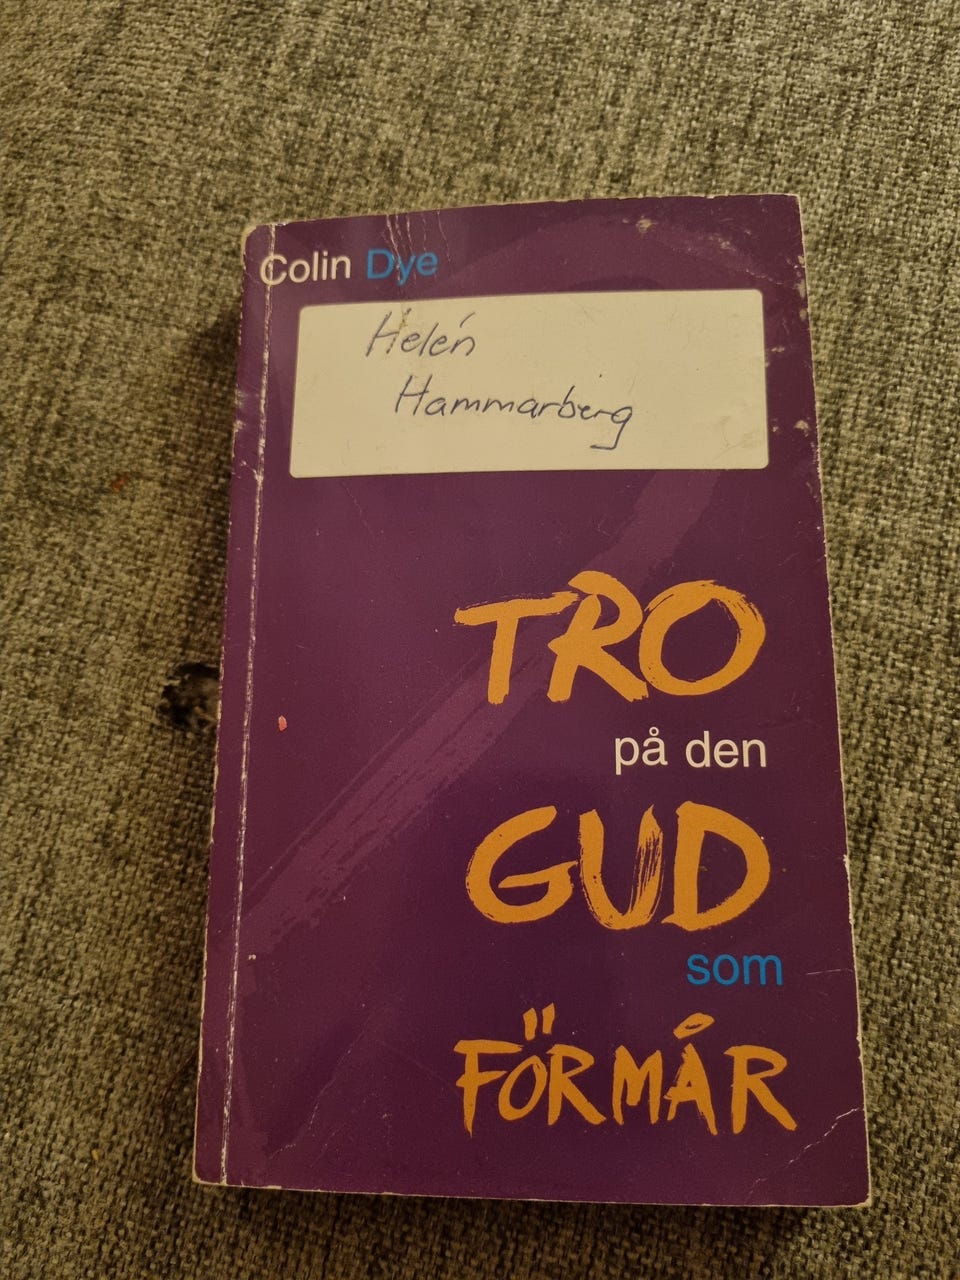 Colin Dye
Helén
Hammarberg
TRO
på den
GUD
som
FÖRMÅR